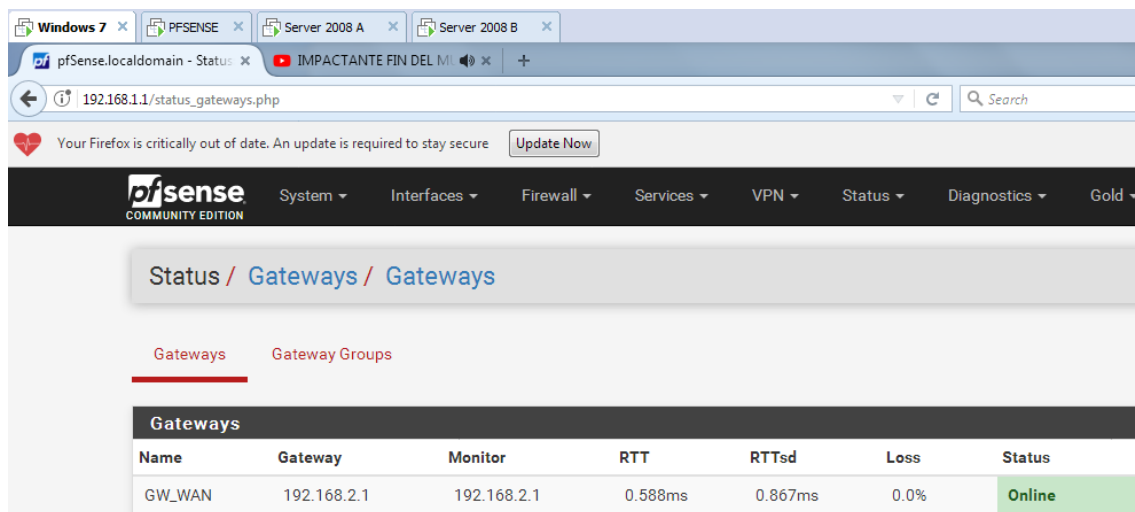 Windows 7 PFSENSE Server 2008 A Server 2008 B
pfSense.localdomain - Status IMPACTANTE FIN DEL MU
192.168.1.1/status_gateways.php Search
Your Firefox is critically out of date. An update is required to stay secure Update Now
pfsense System Interfaces Firewall Services VPN Status Diagnostics Gold
COMMUNITY EDITION
Status / Gateways / Gateways
Gateways Gateway Groups
Gateways
Name Gateway Monitor RTT RTTsd Loss Status
GW_WAN 192.168.2.1 192.168.2.1 0.588ms 0.867ms 0.0% Online